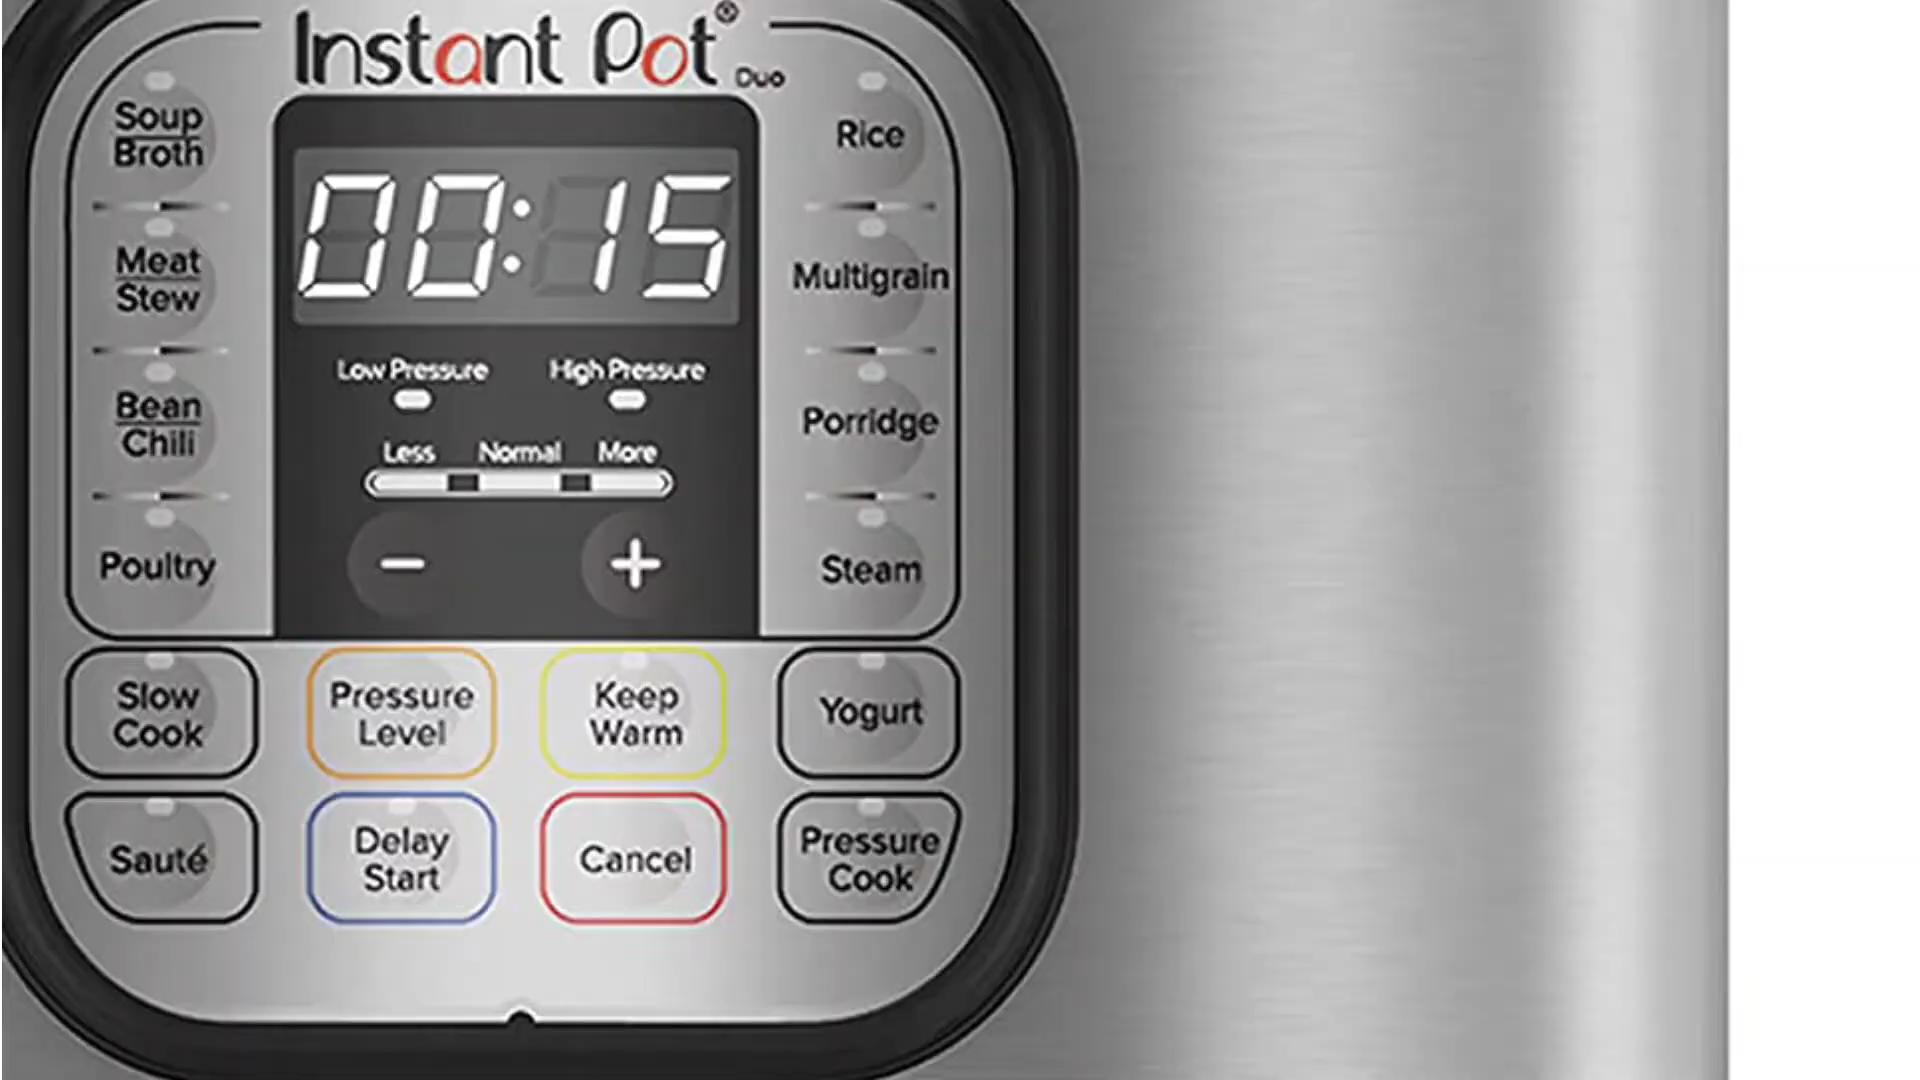 Instant Pot®
Duo
Soup
Broth
Meat
Stew
Bean
Chili
Poultry
00:15
Low Pressure High Pressure
Less Normal More
− +
Rice
Multigrain
Porridge
Steam
Slow
Cook
Pressure
Level
Keep
Warm
Yogurt
Sauté
Delay
Start
Cancel
Pressure
Cook